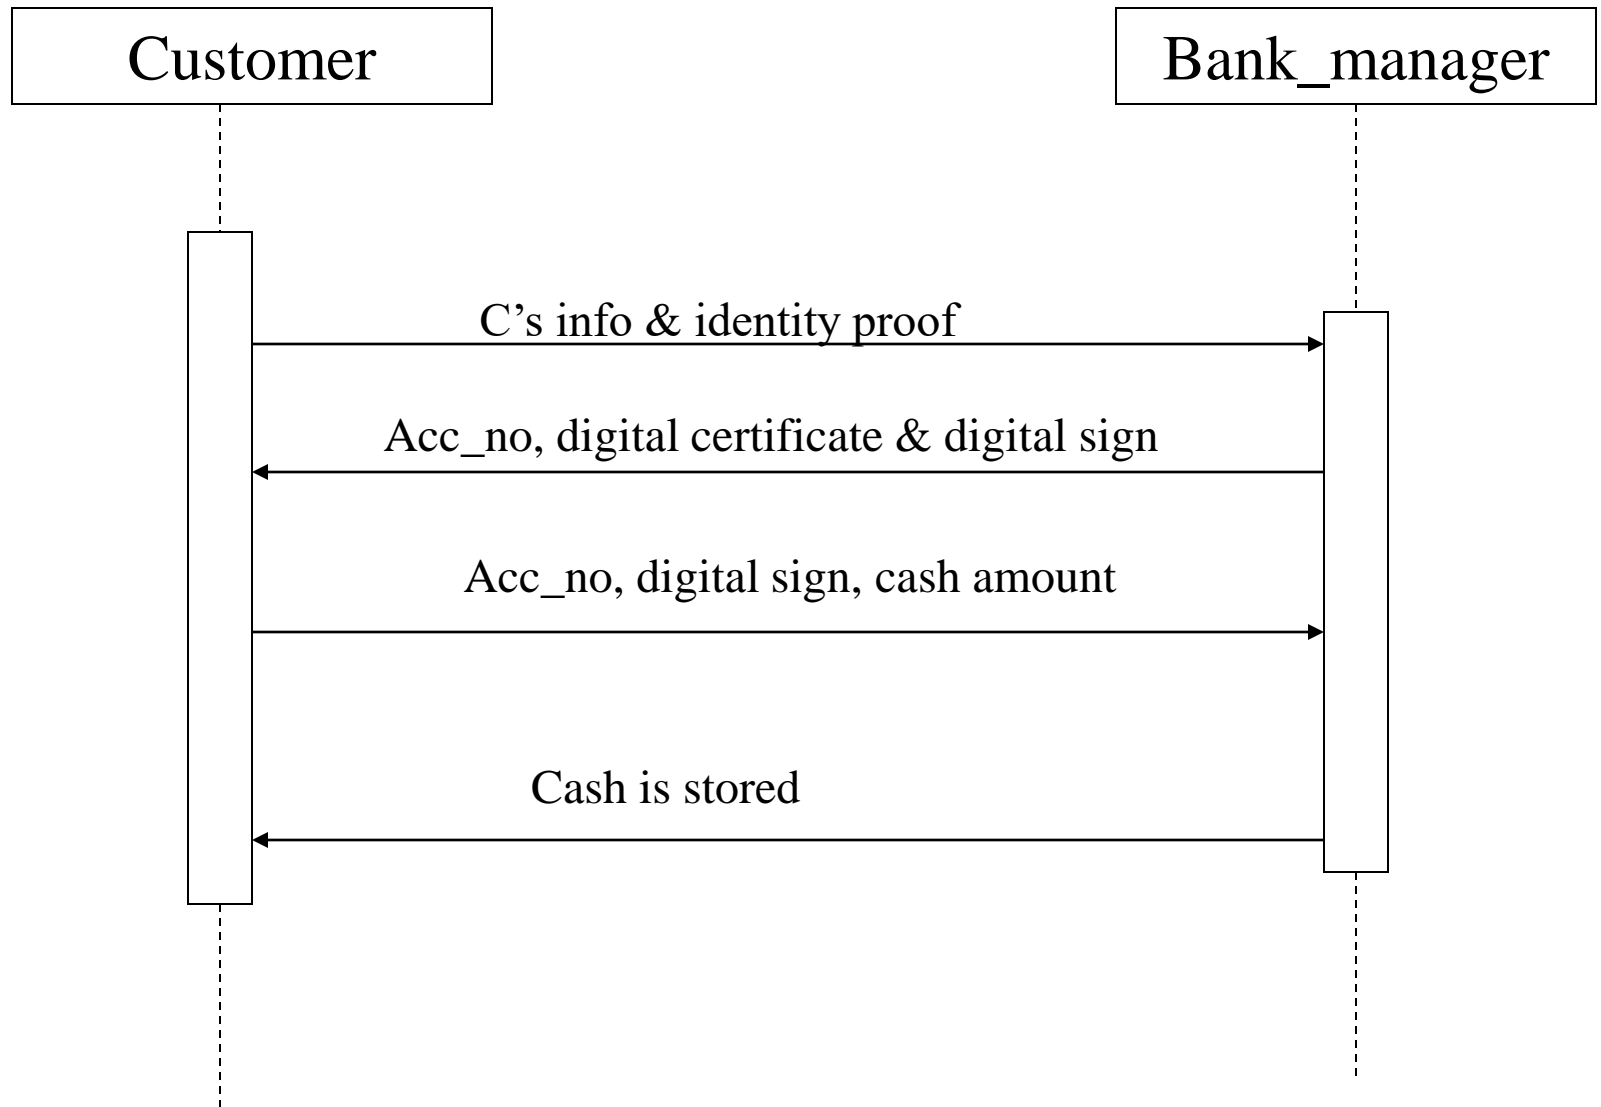 Customer
Bank_manager
C’s info & identity proof
Acc_no, digital certificate & digital sign
Acc_no, digital sign, cash amount
Cash is stored